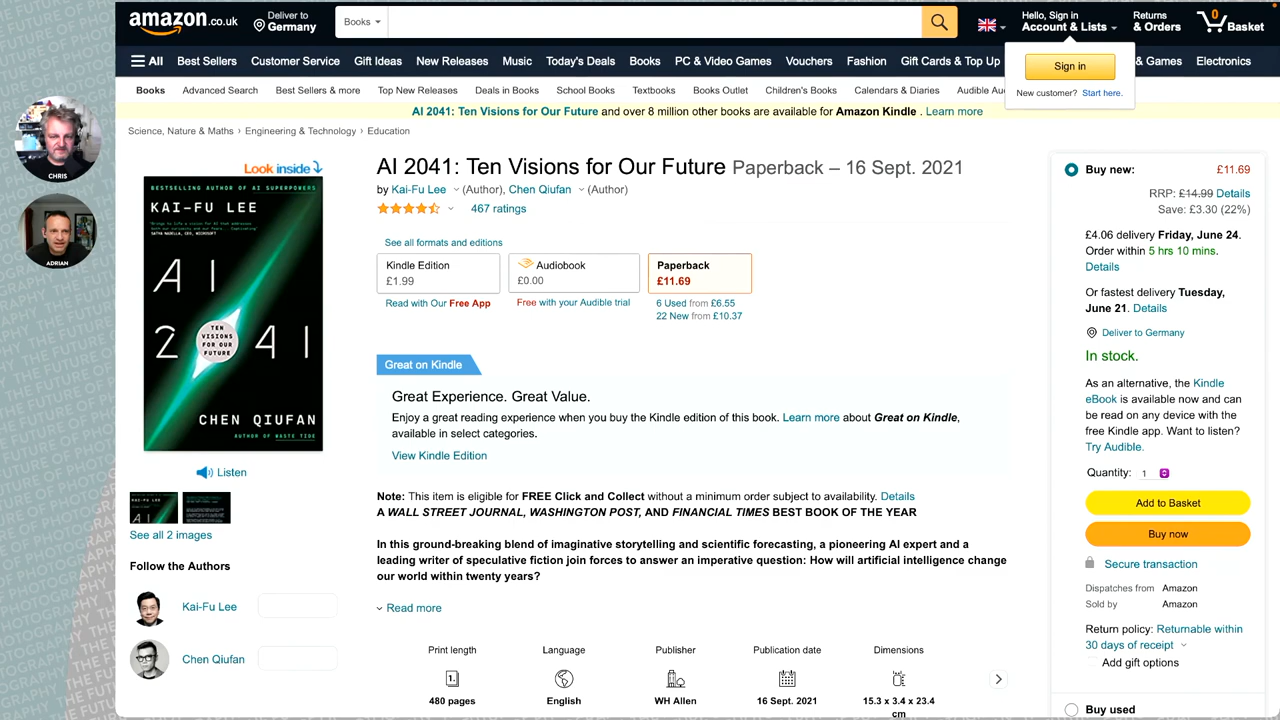 amazon.co.uk
Deliver to
Germany
Books
Hello, Sign in
Account & Lists
Returns
& Orders
0
Basket
All
Best Sellers
Customer Service
Gift Ideas
New Releases
Music
Today's Deals
Books
PC & Video Games
Vouchers
Fashion
Gift Cards & Top Up
& Games
Electronics
Sign in
New customer? Start here.
Books
Advanced Search
Best Sellers & more
Top New Releases
Deals in Books
School Books
Textbooks
Books Outlet
Children's Books
Calendars & Diaries
Audible Au
AI 2041: Ten Visions for Our Future and over 8 million other books are available for Amazon Kindle . Learn more
Science, Nature & Maths › Engineering & Technology › Education
CHRIS
ADRIAN
Look inside
BESTSELLING AUTHOR OF AI SUPERPOWERS
KAI-FU LEE
AI
2 41
TEN
VISIONS
FOR OUR
FUTURE
CHEN QIUFAN
AUTHOR OF WASTE TIDE
Listen
See all 2 images
Follow the Authors
Kai-Fu Lee
Chen Qiufan
AI 2041: Ten Visions for Our Future Paperback – 16 Sept. 2021
by Kai-Fu Lee (Author), Chen Qiufan (Author)
467 ratings
See all formats and editions
Kindle Edition
£1.99
Read with Our Free App
Audiobook
£0.00
Free with your Audible trial
Paperback
£11.69
6 Used from £6.55
22 New from £10.37
Great on Kindle
Great Experience. Great Value.
Enjoy a great reading experience when you buy the Kindle edition of this book. Learn more about Great on Kindle,
available in select categories.
View Kindle Edition
Note: This item is eligible for FREE Click and Collect without a minimum order subject to availability. Details
A WALL STREET JOURNAL, WASHINGTON POST, AND FINANCIAL TIMES BEST BOOK OF THE YEAR
In this ground-breaking blend of imaginative storytelling and scientific forecasting, a pioneering AI expert and a
leading writer of speculative fiction join forces to answer an imperative question: How will artificial intelligence change
our world within twenty years?
Read more
Print length
480 pages
Language
English
Publisher
WH Allen
Publication date
16 Sept. 2021
Dimensions
15.3 x 3.4 x 23.4
cm
Buy new:
£11.69
RRP: £14.99 Details
Save: £3.30 (22%)
£4.06 delivery Friday, June 24.
Order within 5 hrs 10 mins.
Details
Or fastest delivery Tuesday,
June 21. Details
Deliver to Germany
In stock.
As an alternative, the Kindle
eBook is available now and can
be read on any device with the
free Kindle app. Want to listen?
Try Audible.
Quantity: 1
Add to Basket
Buy now
Secure transaction
Dispatches from Amazon
Sold by Amazon
Return policy: Returnable within
30 days of receipt
Add gift options
Buy used